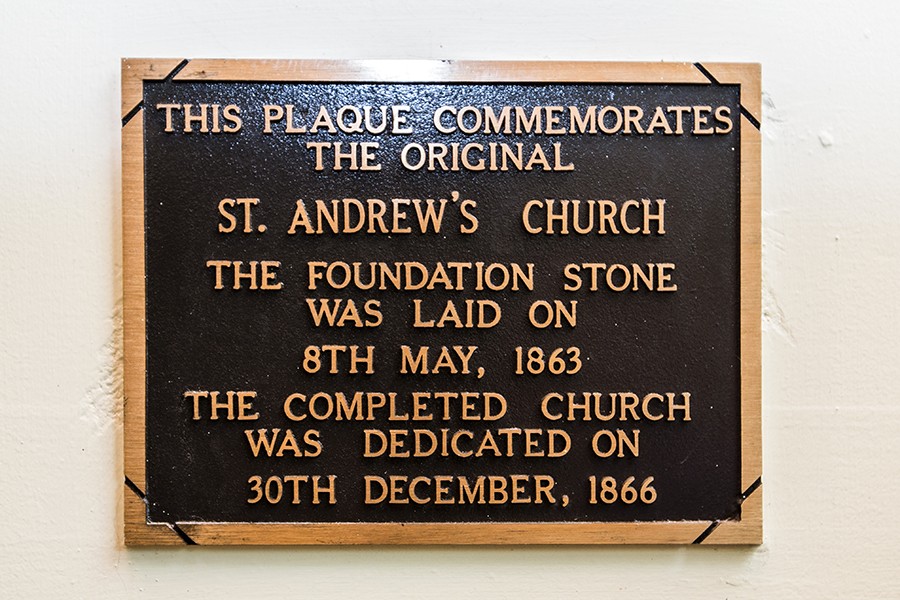 THIS PLAQUE COMMEMORATES
THE ORIGINAL
ST. ANDREW'S CHURCH
THE FOUNDATION STONE
WAS LAID ON
8TH MAY, 1863
THE COMPLETED CHURCH
WAS DEDICATED ON
30TH DECEMBER, 1866